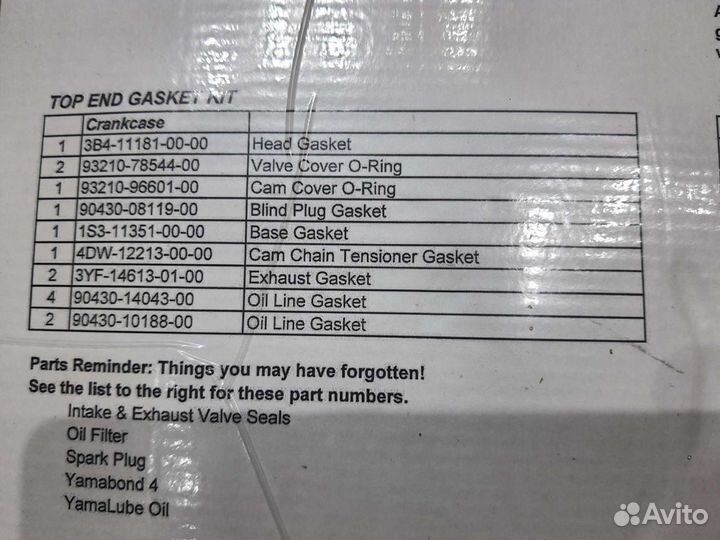 TOP END GASKET KIT
Crankcase
1 3B4-11181-00-00 Head Gasket
2 93210-78544-00 Valve Cover O-Ring
1 93210-96601-00 Cam Cover O-Ring
1 90430-08119-00 Blind Plug Gasket
1 1S3-11351-00-00 Base Gasket
1 4DW-12213-00-00 Cam Chain Tensioner Gasket
2 3YF-14613-01-00 Exhaust Gasket
4 90430-14043-00 Oil Line Gasket
2 90430-10188-00 Oil Line Gasket
Parts Reminder: Things you may have forgotten!
See the list to the right for these part numbers.
Intake & Exhaust Valve Seals
Oil Filter
Spark Plug
Yamabond 4
YamaLube Oil
Avito